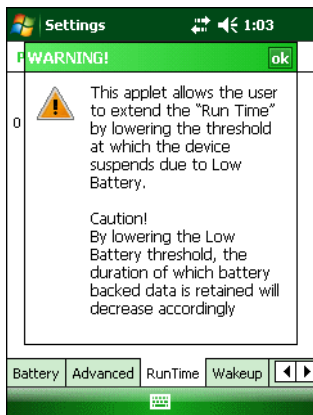 Settings 1:03
P
WARNING! ok
0
This applet allows the user
to extend the “Run Time”
by lowering the threshold
at which the device
suspends due to Low
Battery.
Caution!
By lowering the Low
Battery threshold, the
duration of which battery
backed data is retained will
decrease accordingly
Battery Advanced RunTime Wakeup